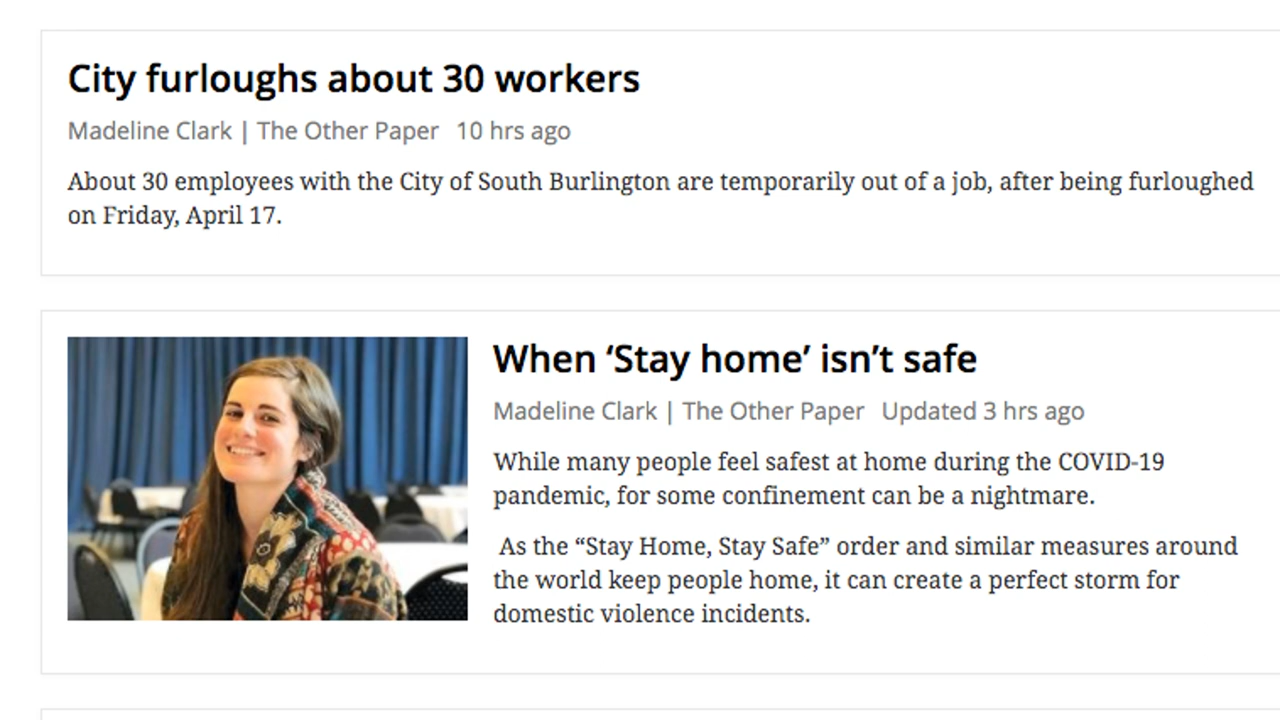 City furloughs about 30 workers
Madeline Clark | The Other Paper 10 hrs ago
About 30 employees with the City of South Burlington are temporarily out of a job, after being furloughed
on Friday, April 17.
When ‘Stay home’ isn’t safe
Madeline Clark | The Other Paper Updated 3 hrs ago
While many people feel safest at home during the COVID-19
pandemic, for some confinement can be a nightmare.
As the “Stay Home, Stay Safe” order and similar measures around
the world keep people home, it can create a perfect storm for
domestic violence incidents.